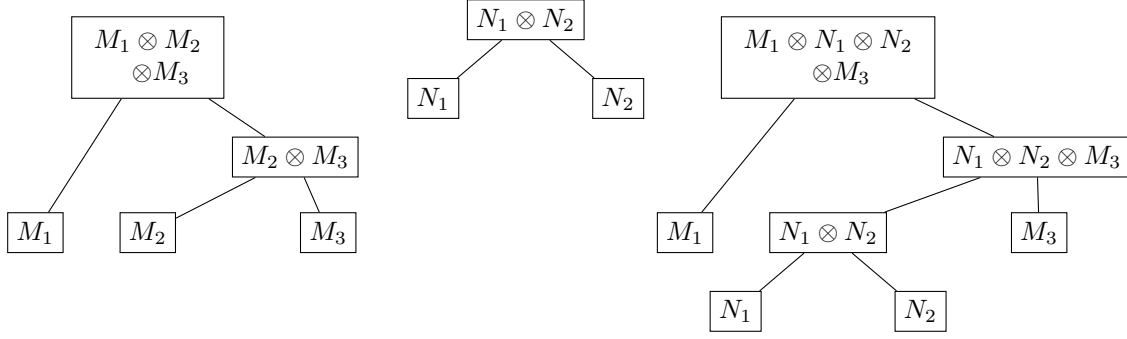 M₁ ⊗ M₂
⊗M₃
M₂ ⊗ M₃
M₁
M₂
M₃
N₁ ⊗ N₂
N₁
N₂
M₁ ⊗ N₁ ⊗ N₂
⊗M₃
N₁ ⊗ N₂ ⊗ M₃
M₁
N₁ ⊗ N₂
M₃
N₁
N₂